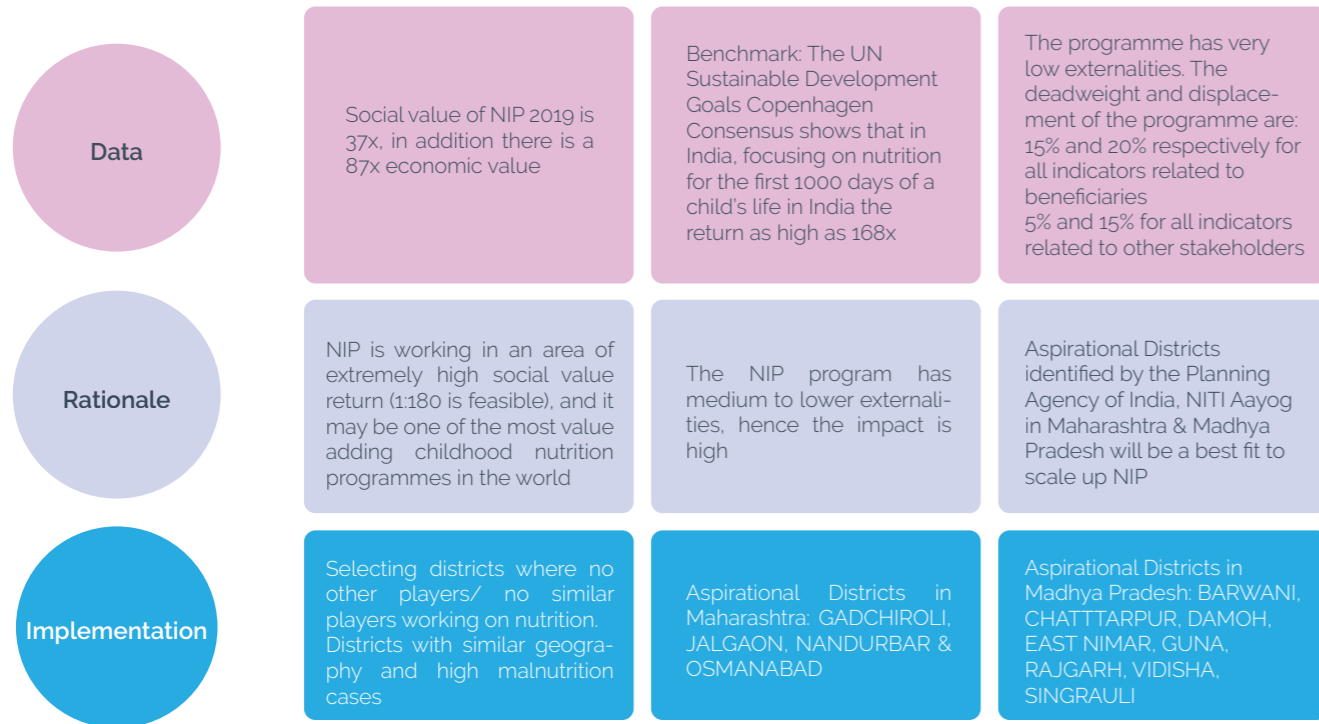 Data
Social value of NIP 2019 is
37x, in addition there is a
87x economic value
Benchmark: The UN
Sustainable Development
Goals Copenhagen
Consensus shows that in
India, focusing on nutrition
for the first 1000 days of a
child's life in India the
return as high as 168x
The programme has very
low externalities. The
deadweight and displace-
ment of the programme are:
15% and 20% respectively for
all indicators related to
beneficiaries
5% and 15% for all indicators
related to other stakeholders
Rationale
NIP is working in an area of
extremely high social value
return (1:180 is feasible), and it
may be one of the most value
adding childhood nutrition
programmes in the world
The NIP program has
medium to lower externali-
ties, hence the impact is
high
Aspirational Districts
identified by the Planning
Agency of India, NITI Aayog
in Maharashtra & Madhya
Pradesh will be a best fit to
scale up NIP
Implementation
Selecting districts where no
other players/ no similar
players working on nutrition.
Districts with similar geogra-
phy and high malnutrition
cases
Aspirational Districts in
Maharashtra: GADCHIROLI,
JALGAON, NANDURBAR &
OSMANABAD
Aspirational Districts in
Madhya Pradesh: BARWANI,
CHATTTARPUR, DAMOH,
EAST NIMAR, GUNA,
RAJGARH, VIDISHA,
SINGRAULI